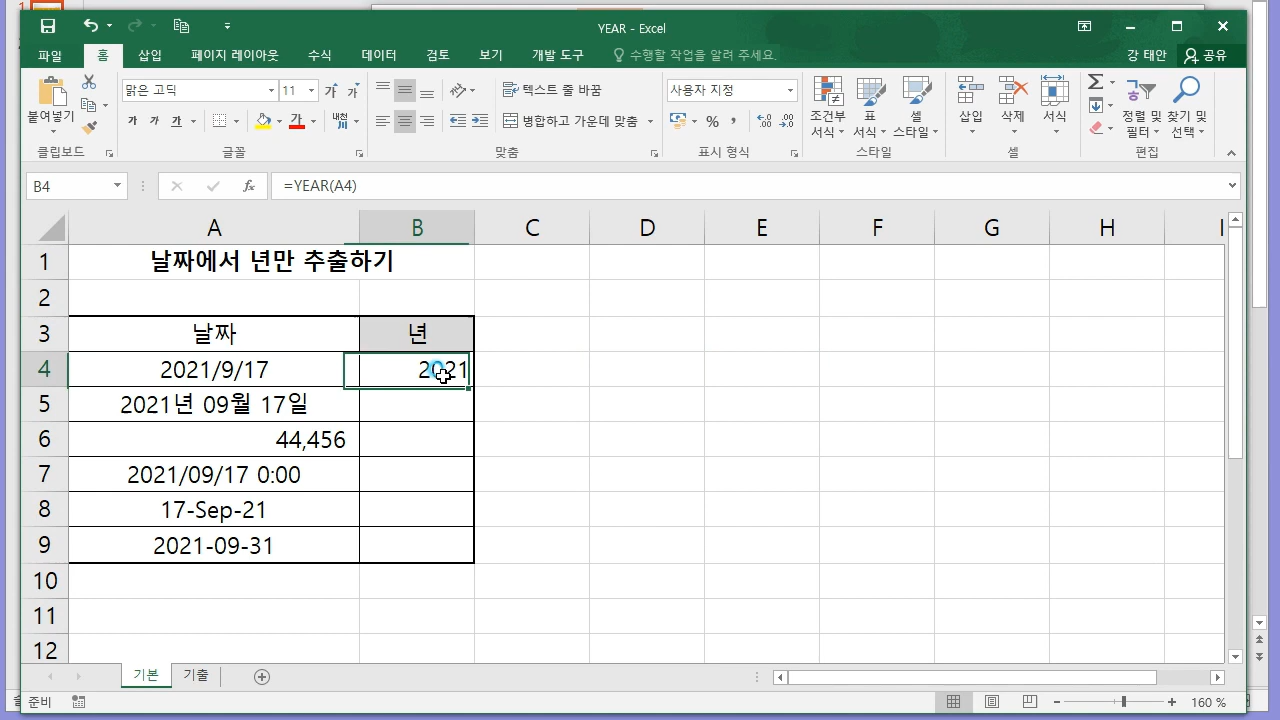 YEAR - Excel
파일 홈 삽입 페이지 레이아웃 수식 데이터 검토 보기 개발 도구 수행할 작업을 알려 주세요. 강 태안 공유
맑은 고딕 11 텍스트 줄 바꿈 사용자 지정
붙여넣기 가 가 가 가 병합하고 가운데 맞춤 % 조건부 서식 표 서식 셀 스타일 삽입 삭제 서식 정렬 및 필터 찾기 및 선택
클립보드 글꼴 맞춤 표시 형식 스타일 셀 편집
B4 fx =YEAR(A4)
A B C D E F G H I
1 날짜에서 년만 추출하기
2
3 날짜 년
4 2021/9/17 2021
5 2021년 09월 17일
6 44,456
7 2021/09/17 0:00
8 17-Sep-21
9 2021-09-31
10
11
12
기본 기출
준비 160 %